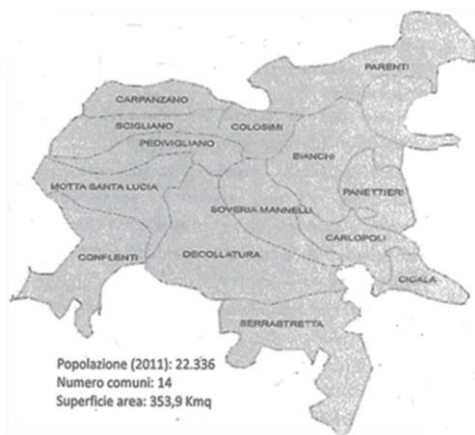 PARENTI
CARPANZANO
SCIGLIANO
COLOSIMI
PEDIVIGLIANO
BIANCHI
MOTTA SANTA LUCIA
PANETTIERI
SOVERIA MANNELLI
CARLOPOLI
CONFLENTI
DECOLLATURA
CICALA
SERRASTRETTA
Popolazione (2011): 22.336
Numero comuni: 14
Superficie area: 353,9 Kmq